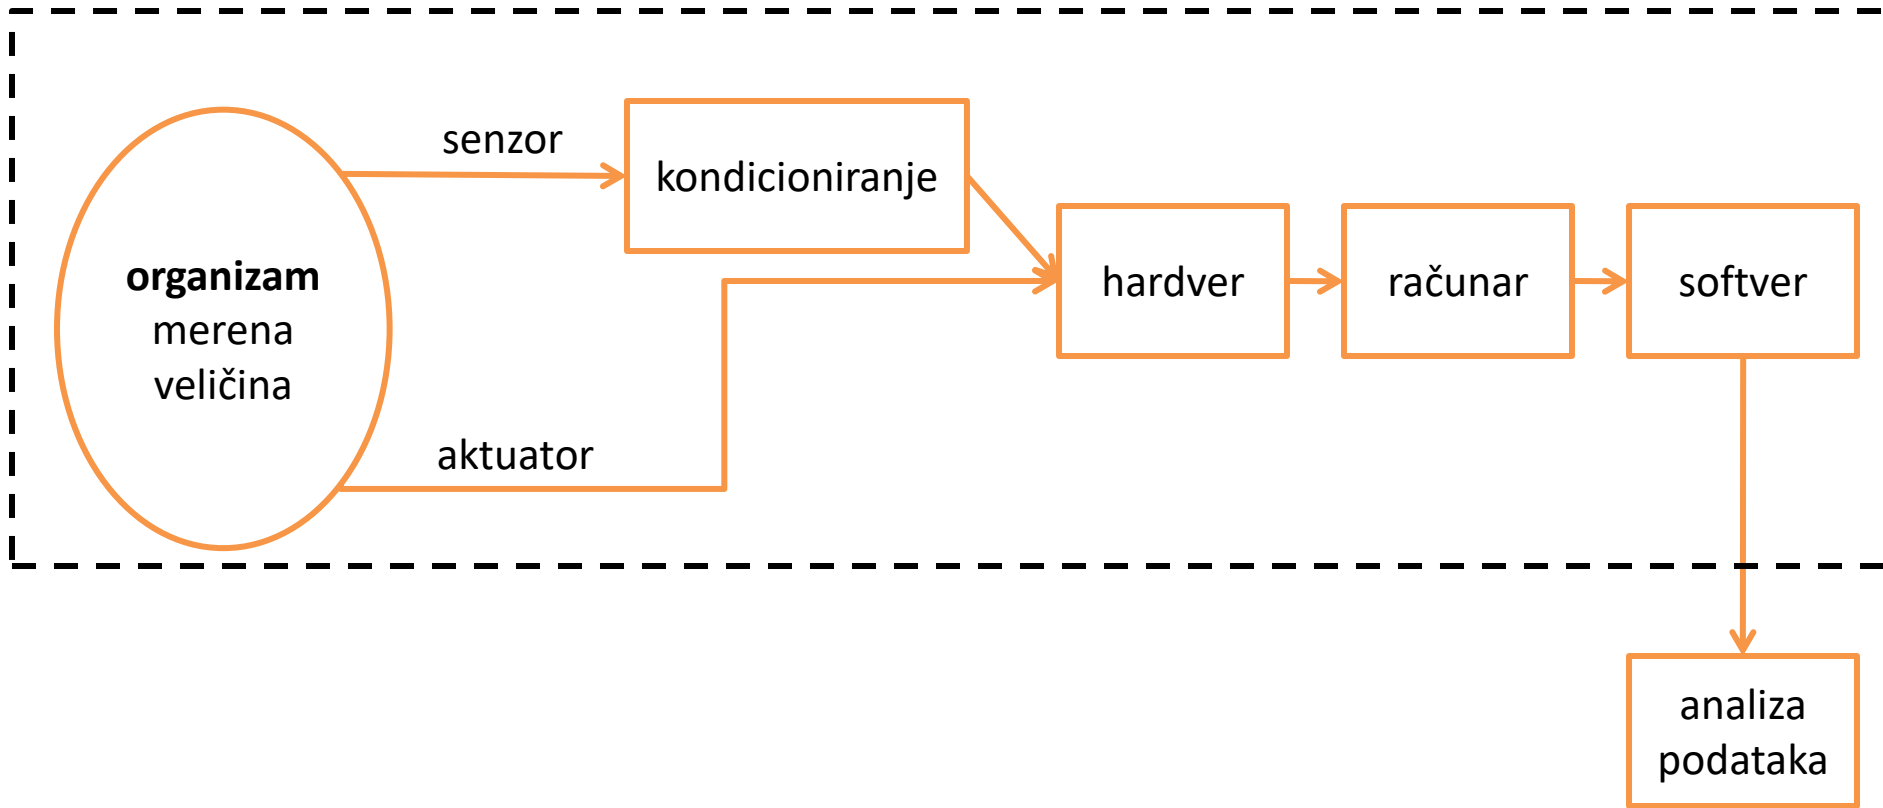 senzor
kondicioniranje
organizam
merena
veličina
hardver
računar
softver
aktuator
analiza
podataka